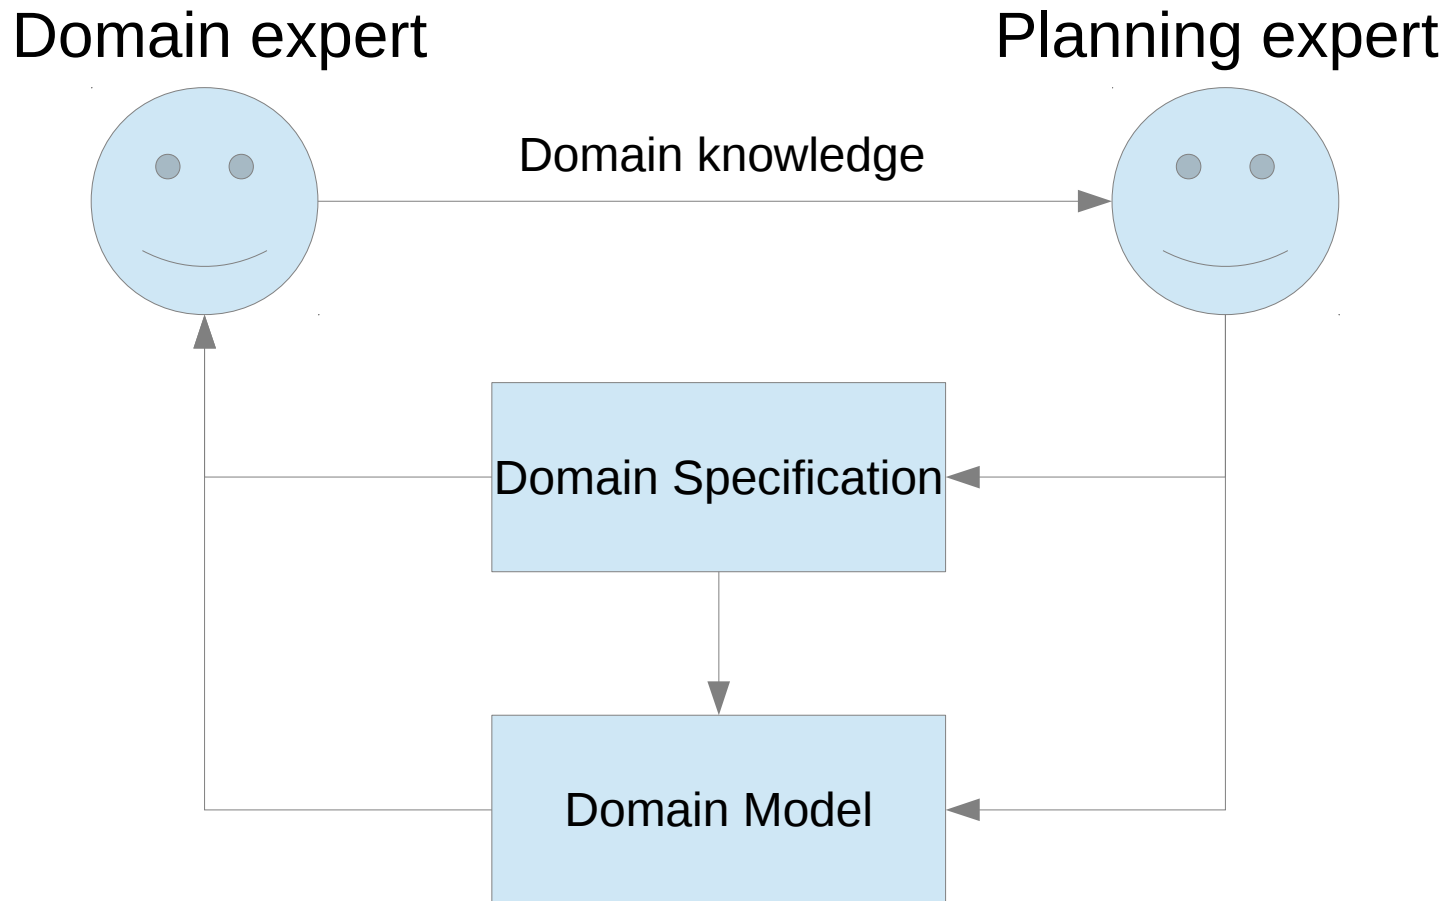 Domain expert
Planning expert
Domain knowledge
Domain Specification
Domain Model